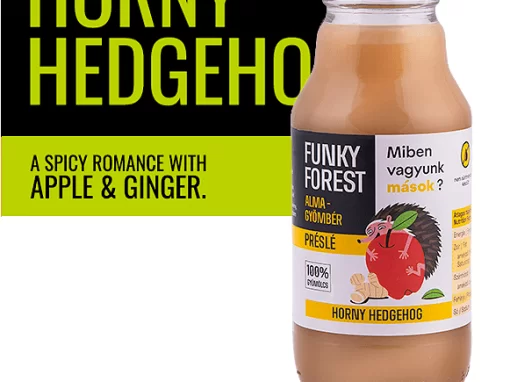 HORNY
HEDGEHO
A SPICY ROMANCE WITH
APPLE & GINGER.
FUNKY
FOREST
ALMA-
GYÖMBÉR
PRÉSLÉ
100%
GYÜMÖLCS
Miben
vagyunk
mások?
HORNY HEDGEHOG